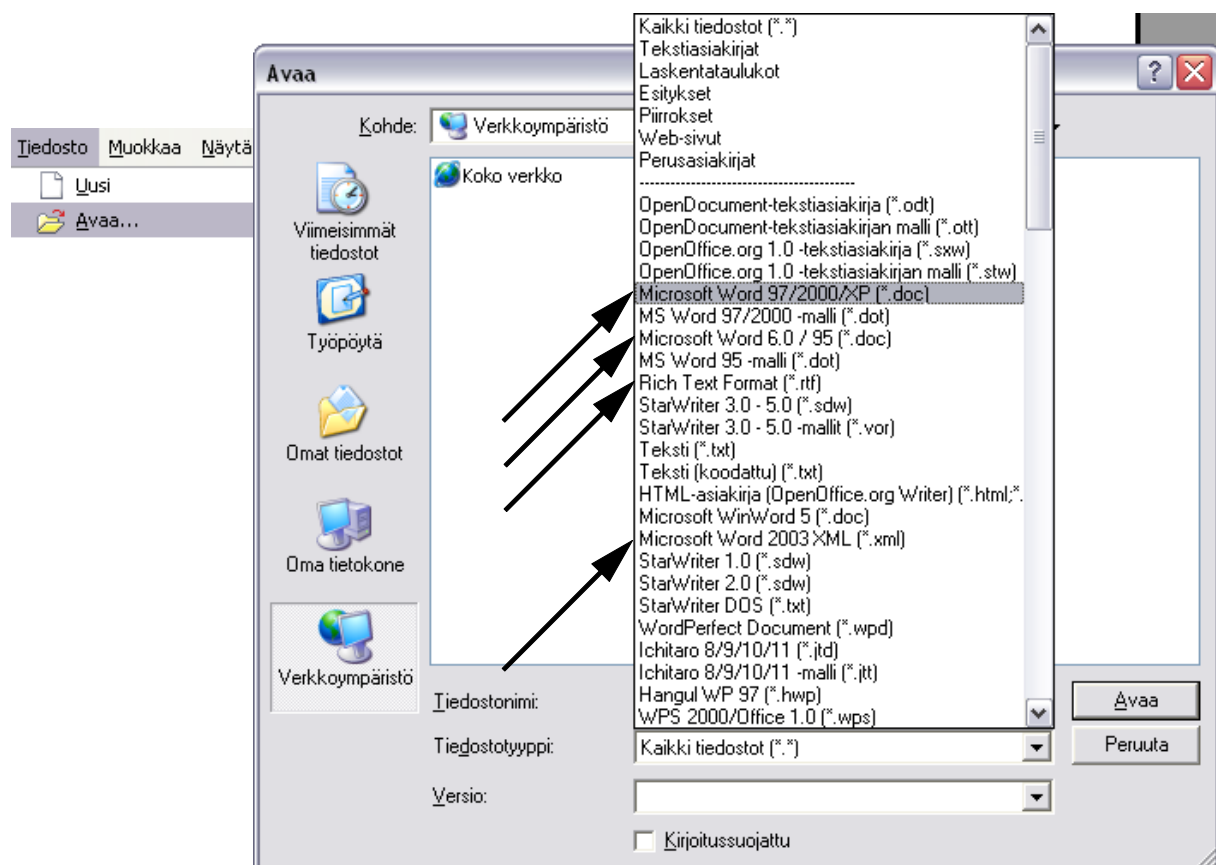 Tiedosto Muokkaa Näytä
Uusi
Avaa...
Avaa
Kohde: Verkkoympäristö
Viimeisimmät
tiedostot
Työpöytä
Omat tiedostot
Oma tietokone
Verkkoympäristö
Koko verkko
Kaikki tiedostot (*.*)
Tekstiasiakirjat
Laskentataulukot
Esitykset
Piirrokset
Web-sivut
Perusasiakirjat
-------------------------------------------
OpenDocument-tekstiasiakirja (*.odt)
OpenDocument-tekstiasiakirjan malli (*.ott)
OpenOffice.org 1.0 -tekstiasiakirja (*.sxw)
OpenOffice.org 1.0 -tekstiasiakirjan malli (*.stw)
Microsoft Word 97/2000/XP (*.doc)
MS Word 97/2000 -malli (*.dot)
Microsoft Word 6.0 / 95 (*.doc)
MS Word 95 -malli (*.dot)
Rich Text Format (*.rtf)
StarWriter 3.0 - 5.0 (*.sdw)
StarWriter 3.0 - 5.0 -mallit (*.vor)
Teksti (*.txt)
Teksti (koodattu) (*.txt)
HTML-asiakirja (OpenOffice.org Writer) (*.html;*.
Microsoft WinWord 5 (*.doc)
Microsoft Word 2003 XML (*.xml)
StarWriter 1.0 (*.sdw)
StarWriter 2.0 (*.sdw)
StarWriter DOS (*.txt)
WordPerfect Document (*.wpd)
Ichitaro 8/9/10/11 (*.jtd)
Ichitaro 8/9/10/11 -malli (*.jtt)
Hangul WP 97 (*.hwp)
WPS 2000/Office 1.0 (*.wps)
Tiedostonimi:
Avaa
Tiedostotyyppi: Kaikki tiedostot (*.*)
Peruuta
Versio:
Kirjoitussuojattu